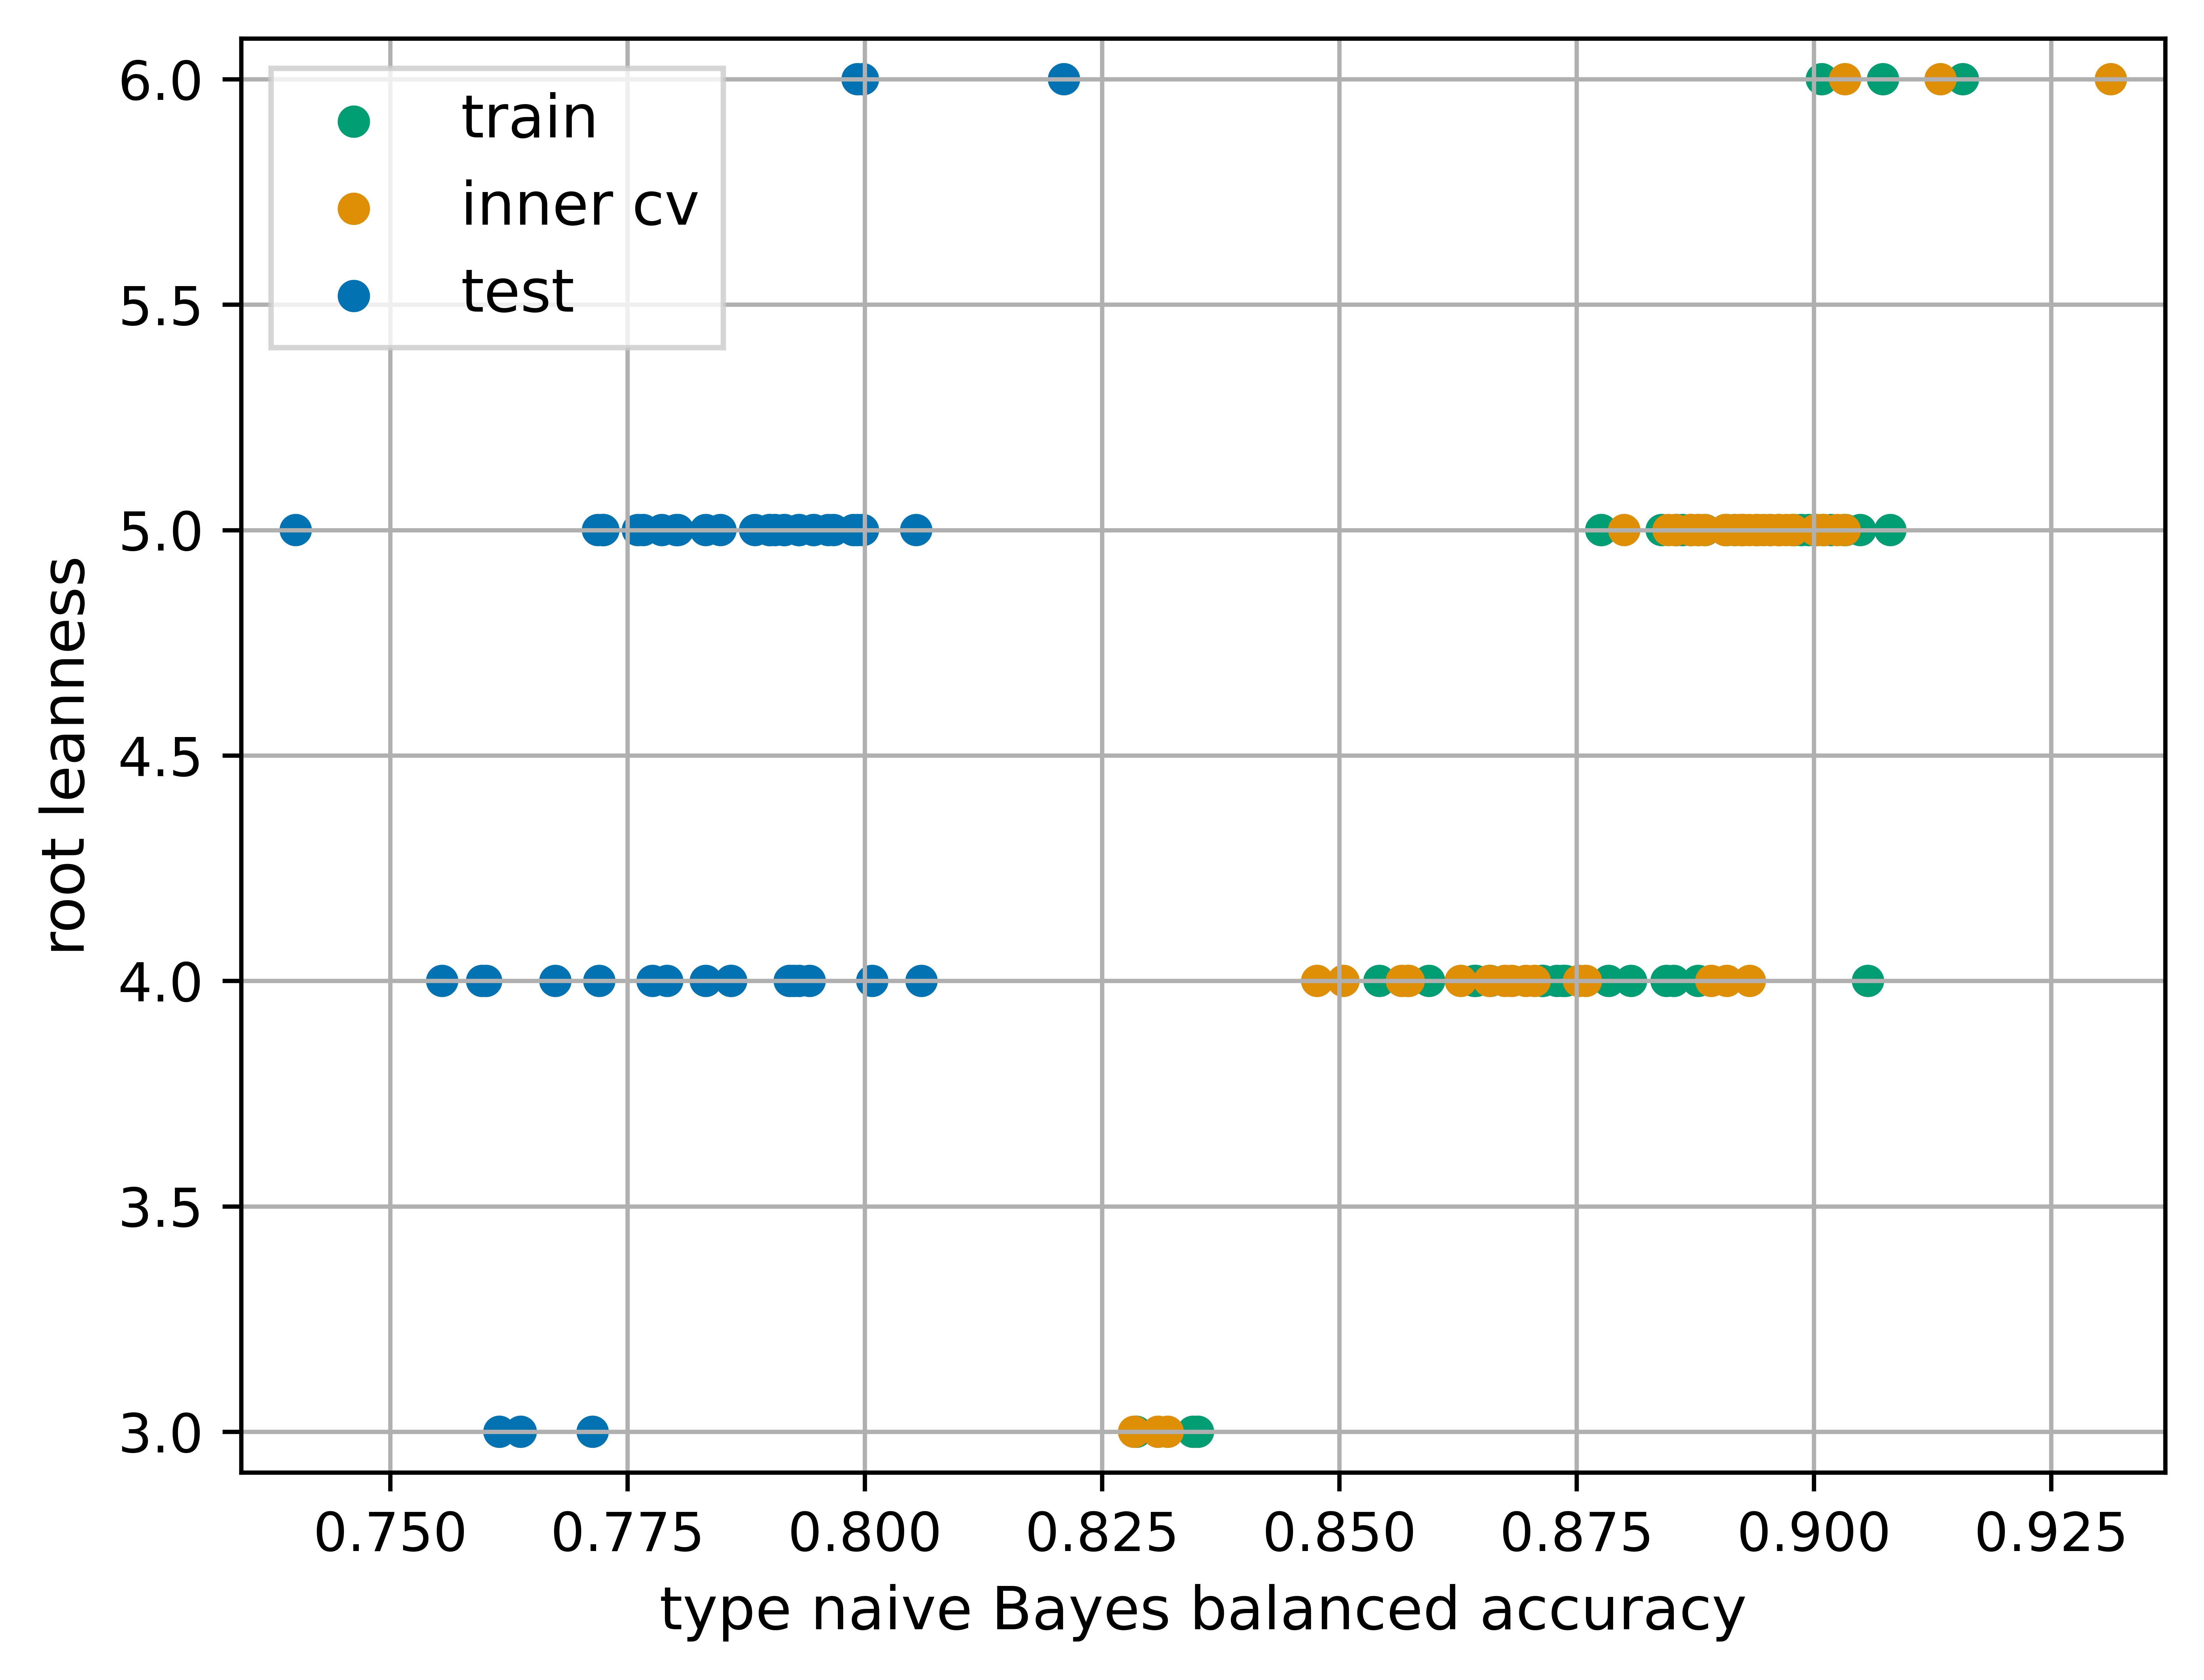 train
inner cv
test
root leanness
6.0
5.5
5.0
4.5
4.0
3.5
3.0
0.750 0.775 0.800 0.825 0.850 0.875 0.900 0.925
type naive Bayes balanced accuracy